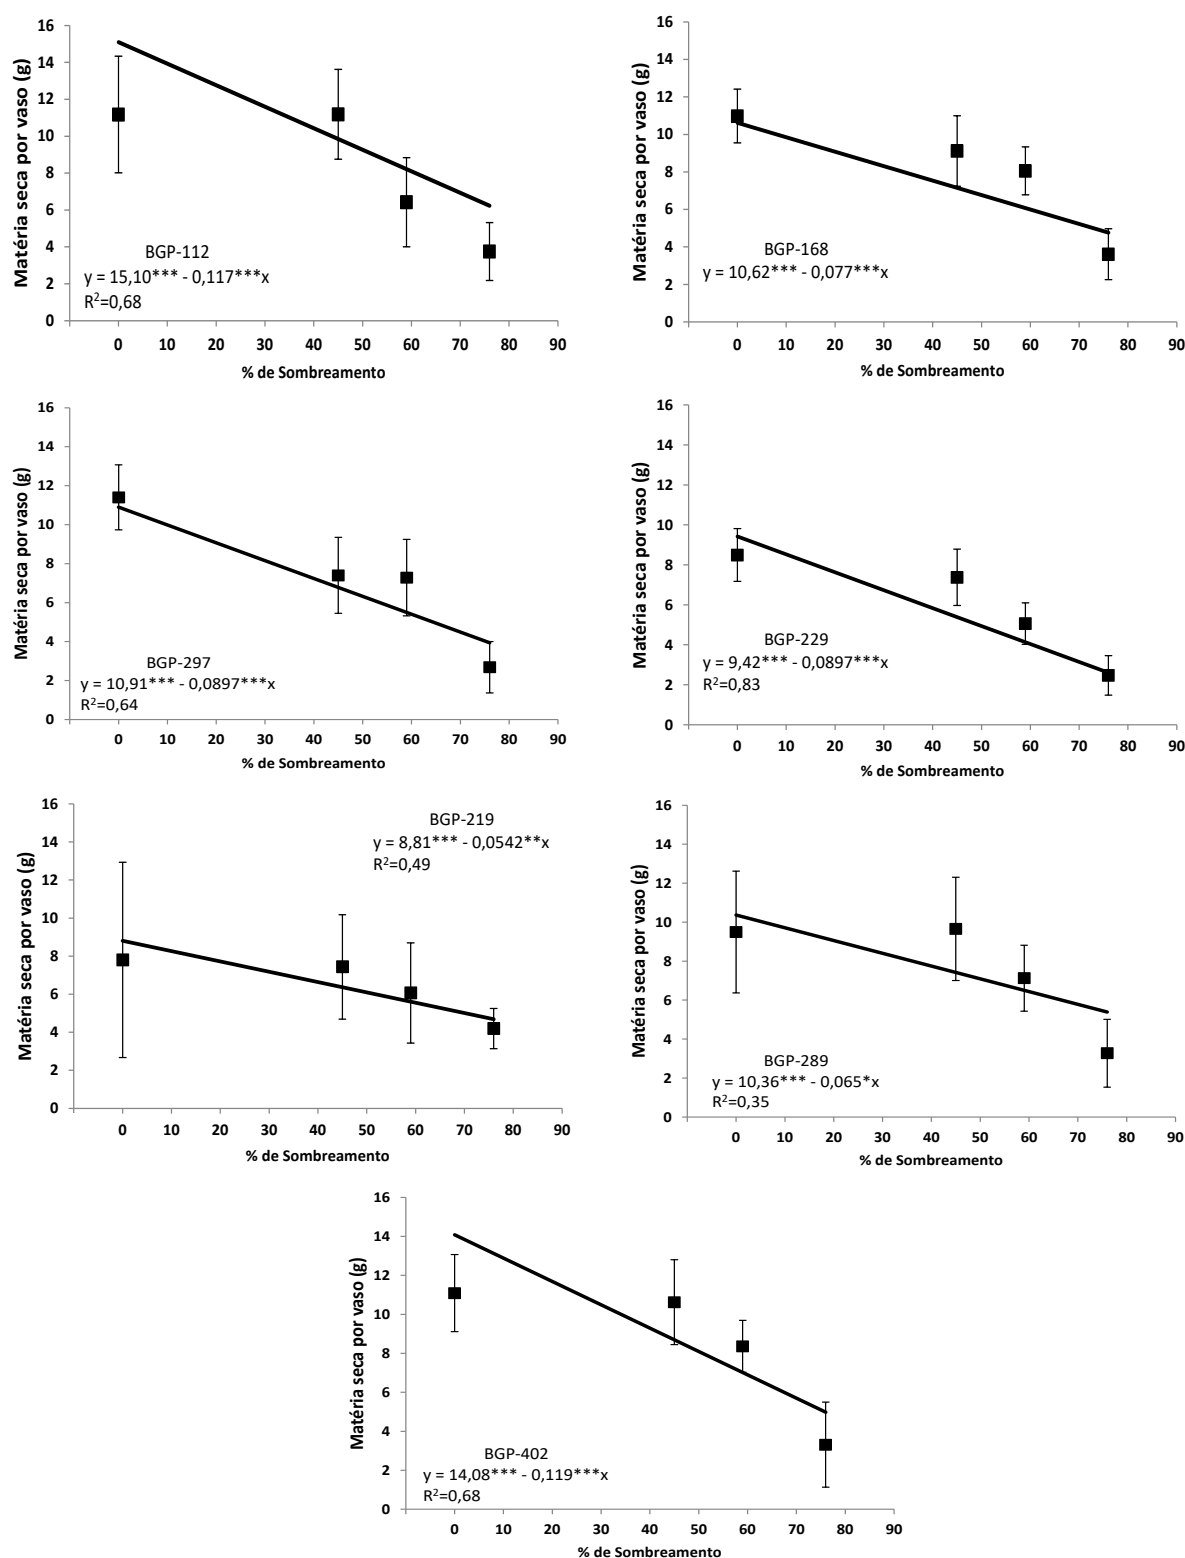 Matéria seca por vaso (g)
16
14
12
10
8
6
4
2
0
BGP-112
y = 15,10*** - 0,117***x
R²=0,68
0 10 20 30 40 50 60 70 80 90
% de Sombreamento
Matéria seca por vaso (g)
16
14
12
10
8
6
4
2
0
BGP-168
y = 10,62*** - 0,077***x
0 10 20 30 40 50 60 70 80 90
% de Sombreamento
Matéria seca por vaso (g)
16
14
12
10
8
6
4
2
0
BGP-297
y = 10,91*** - 0,0897***x
R²=0,64
0 10 20 30 40 50 60 70 80 90
% de Sombreamento
Matéria seca por vaso (g)
16
14
12
10
8
6
4
2
0
BGP-229
y = 9,42*** - 0,0897***x
R²=0,83
0 10 20 30 40 50 60 70 80 90
% de Sombreamento
Matéria seca por vaso (g)
16
14
12
10
8
6
4
2
0
BGP-219
y = 8,81*** - 0,0542**x
R²=0,49
0 10 20 30 40 50 60 70 80 90
% de Sombreamento
Matéria seca por vaso (g)
16
14
12
10
8
6
4
2
0
BGP-289
y = 10,36*** - 0,065*x
R²=0,35
0 10 20 30 40 50 60 70 80 90
% de Sombreamento
Matéria seca por vaso (g)
16
14
12
10
8
6
4
2
0
BGP-402
y = 14,08*** - 0,119***x
R²=0,68
0 10 20 30 40 50 60 70 80 90
% de Sombreamento